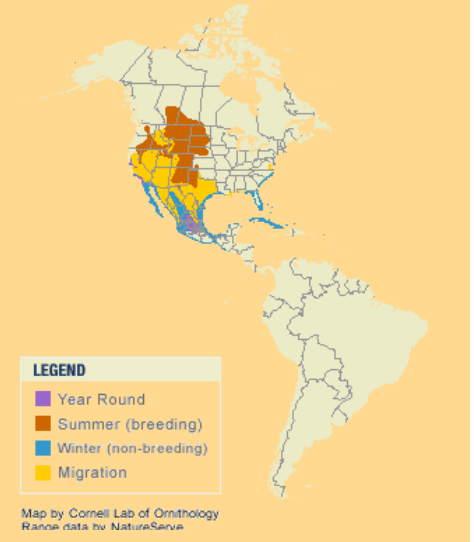 LEGEND
Year Round
Summer (breeding)
Winter (non-breeding)
Migration
Map by Cornell Lab of Ornithology
Range data by NatureServe